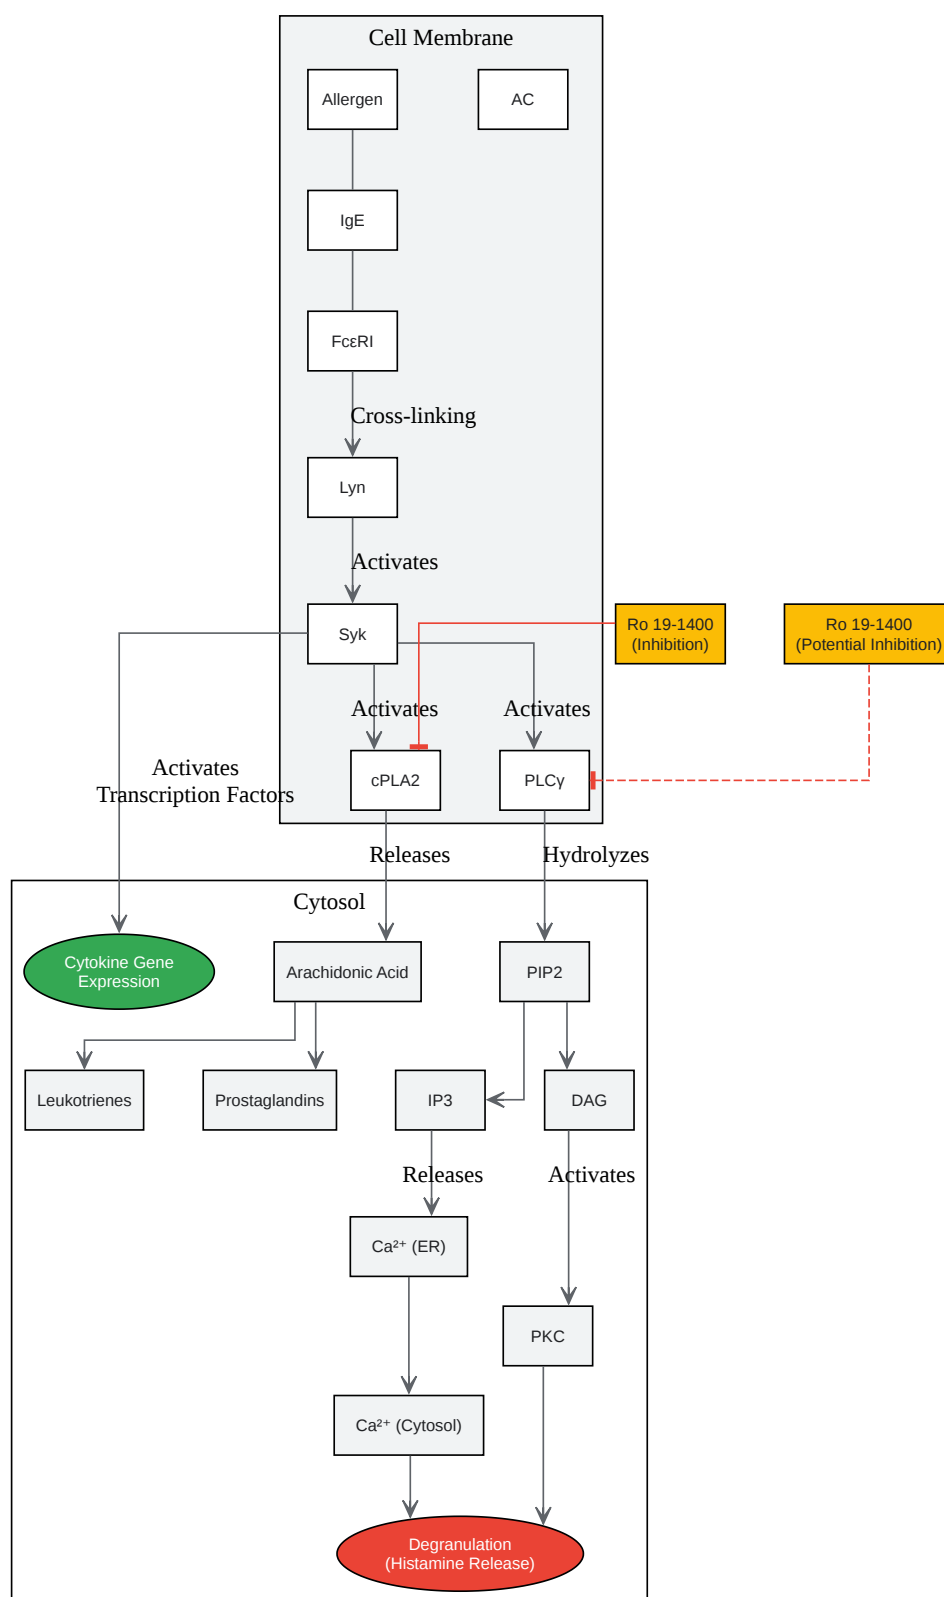 Cell Membrane
Allergen
AC
IgE
FcεRI
Cross-linking
Lyn
Activates
Syk
Ro 19-1400
(Inhibition)
Ro 19-1400
(Potential Inhibition)
Activates
Activates
Activates
Transcription Factors
cPLA2
PLCγ
Releases
Hydrolyzes
Cytosol
Cytokine Gene
Expression
Arachidonic Acid
PIP2
Leukotrienes
Prostaglandins
IP3
DAG
Releases
Activates
Ca²⁺ (ER)
PKC
Ca²⁺ (Cytosol)
Degranulation
(Histamine Release)